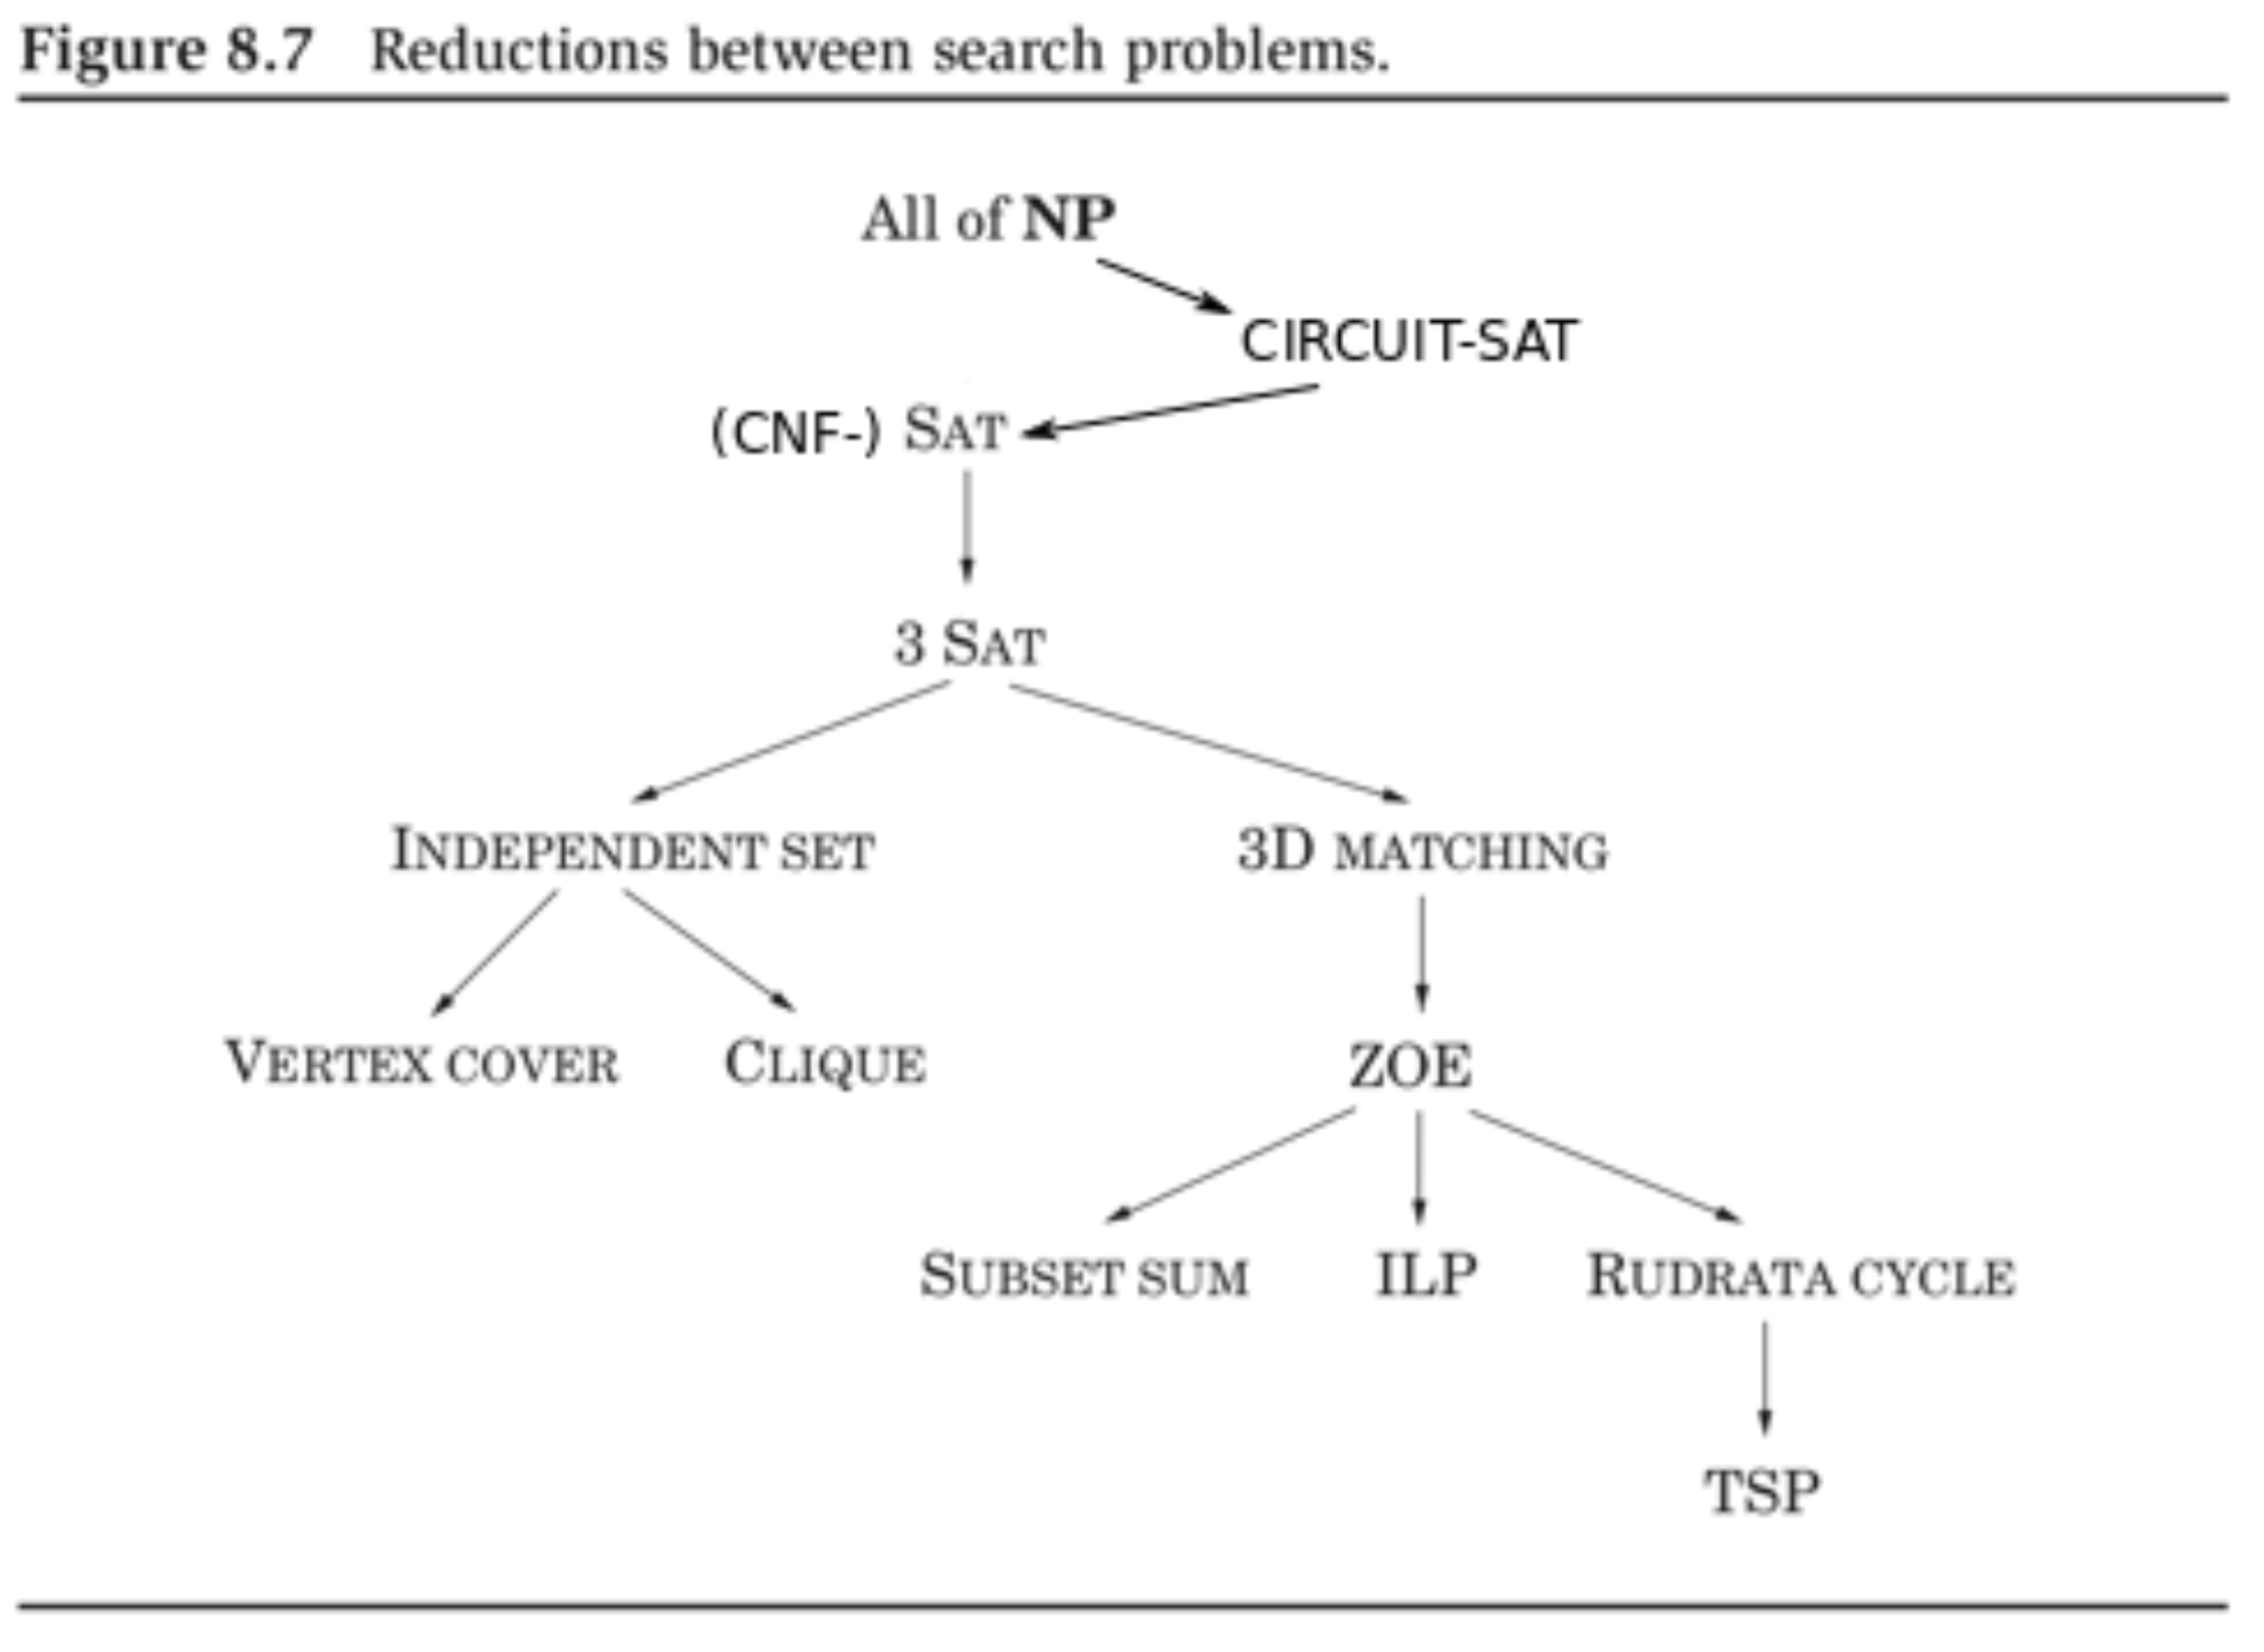 Figure 8.7 Reductions between search problems.
All of NP
CIRCUIT-SAT
(CNF-) SAT
3 SAT
INDEPENDENT SET 3D MATCHING
VERTEX COVER CLIQUE ZOE
SUBSET SUM ILP RUDRATA CYCLE
TSP